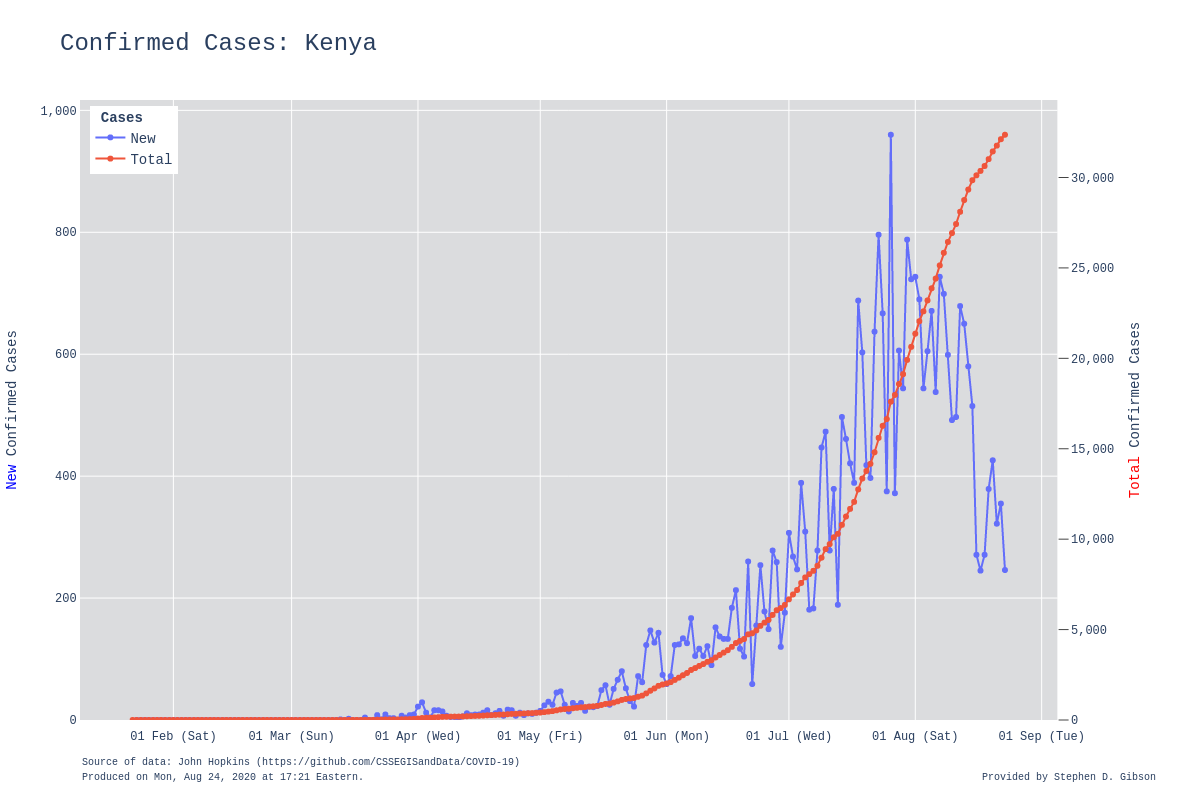 Confirmed Cases: Kenya
Cases
New
Total
1,000
800
600
400
200
0
30,000
25,000
20,000
15,000
10,000
5,000
0
New Confirmed Cases
Total Confirmed Cases
01 Feb (Sat) 01 Mar (Sun) 01 Apr (Wed) 01 May (Fri) 01 Jun (Mon) 01 Jul (Wed) 01 Aug (Sat) 01 Sep (Tue)
Source of data: John Hopkins (https://github.com/CSSEGISandData/COVID-19)
Produced on Mon, Aug 24, 2020 at 17:21 Eastern.
Provided by Stephen D. Gibson